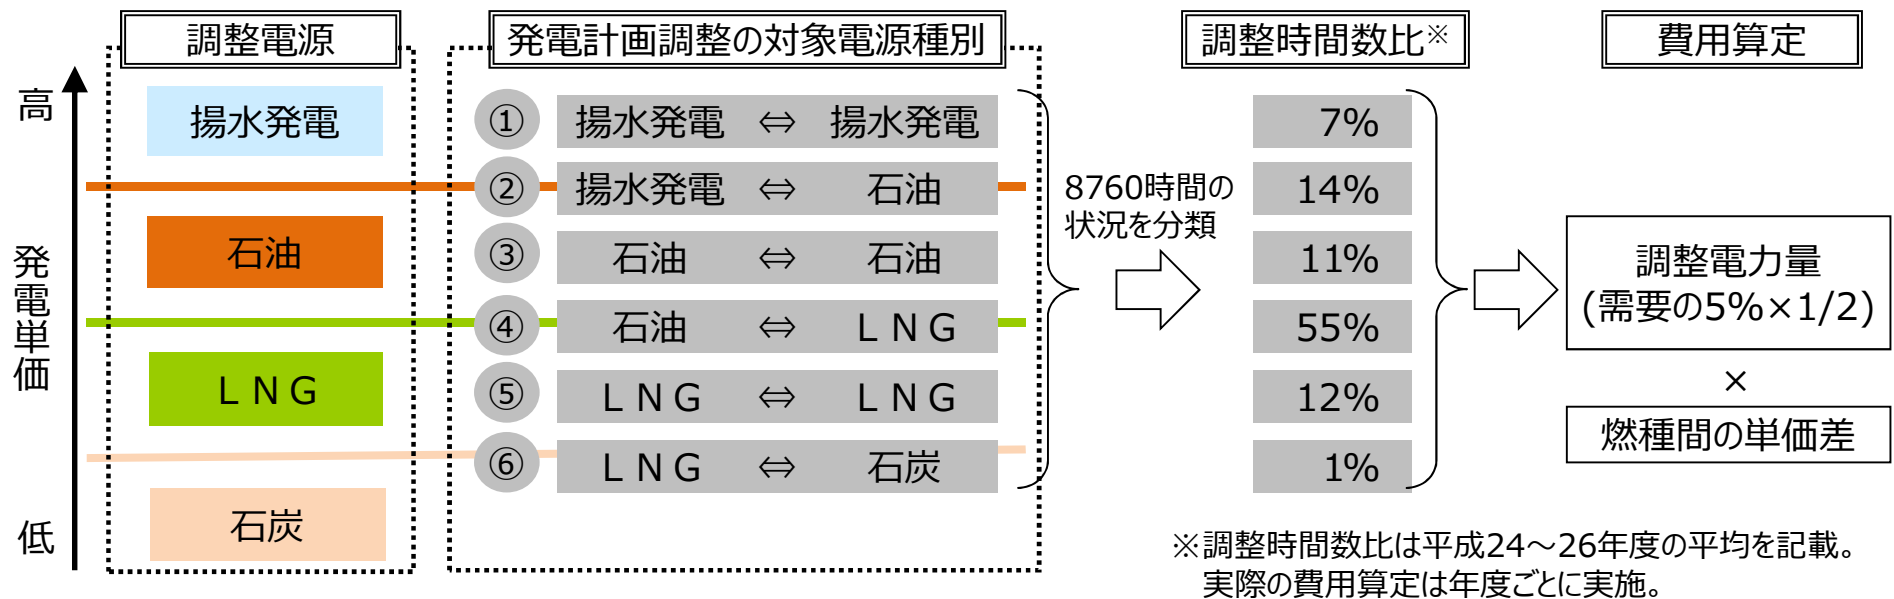 調整電源
発電計画調整の対象電源種別
調整時間数比※
費用算定
高
発電単価
低
揚水発電
石油
ＬＮＧ
石炭
① 揚水発電 ⇔ 揚水発電
② 揚水発電 ⇔ 石油
③ 石油 ⇔ 石油
④ 石油 ⇔ ＬＮＧ
⑤ ＬＮＧ ⇔ ＬＮＧ
⑥ ＬＮＧ ⇔ 石炭
8760時間の
状況を分類
7%
14%
11%
55%
12%
1%
調整電力量
(需要の5%×1/2)
×
燃種間の単価差
※調整時間数比は平成24～26年度の平均を記載。
実際の費用算定は年度ごとに実施。